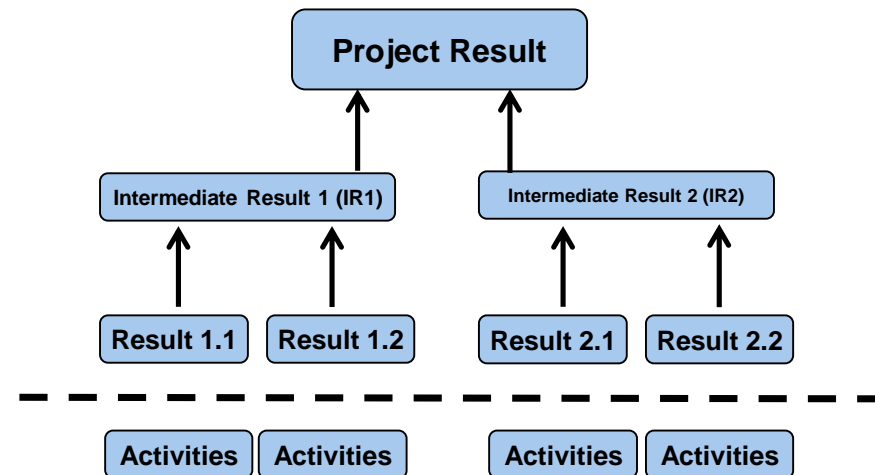 Project Result
Intermediate Result 1 (IR1)
Intermediate Result 2 (IR2)
Result 1.1
Result 1.2
Result 2.1
Result 2.2
Activities
Activities
Activities
Activities